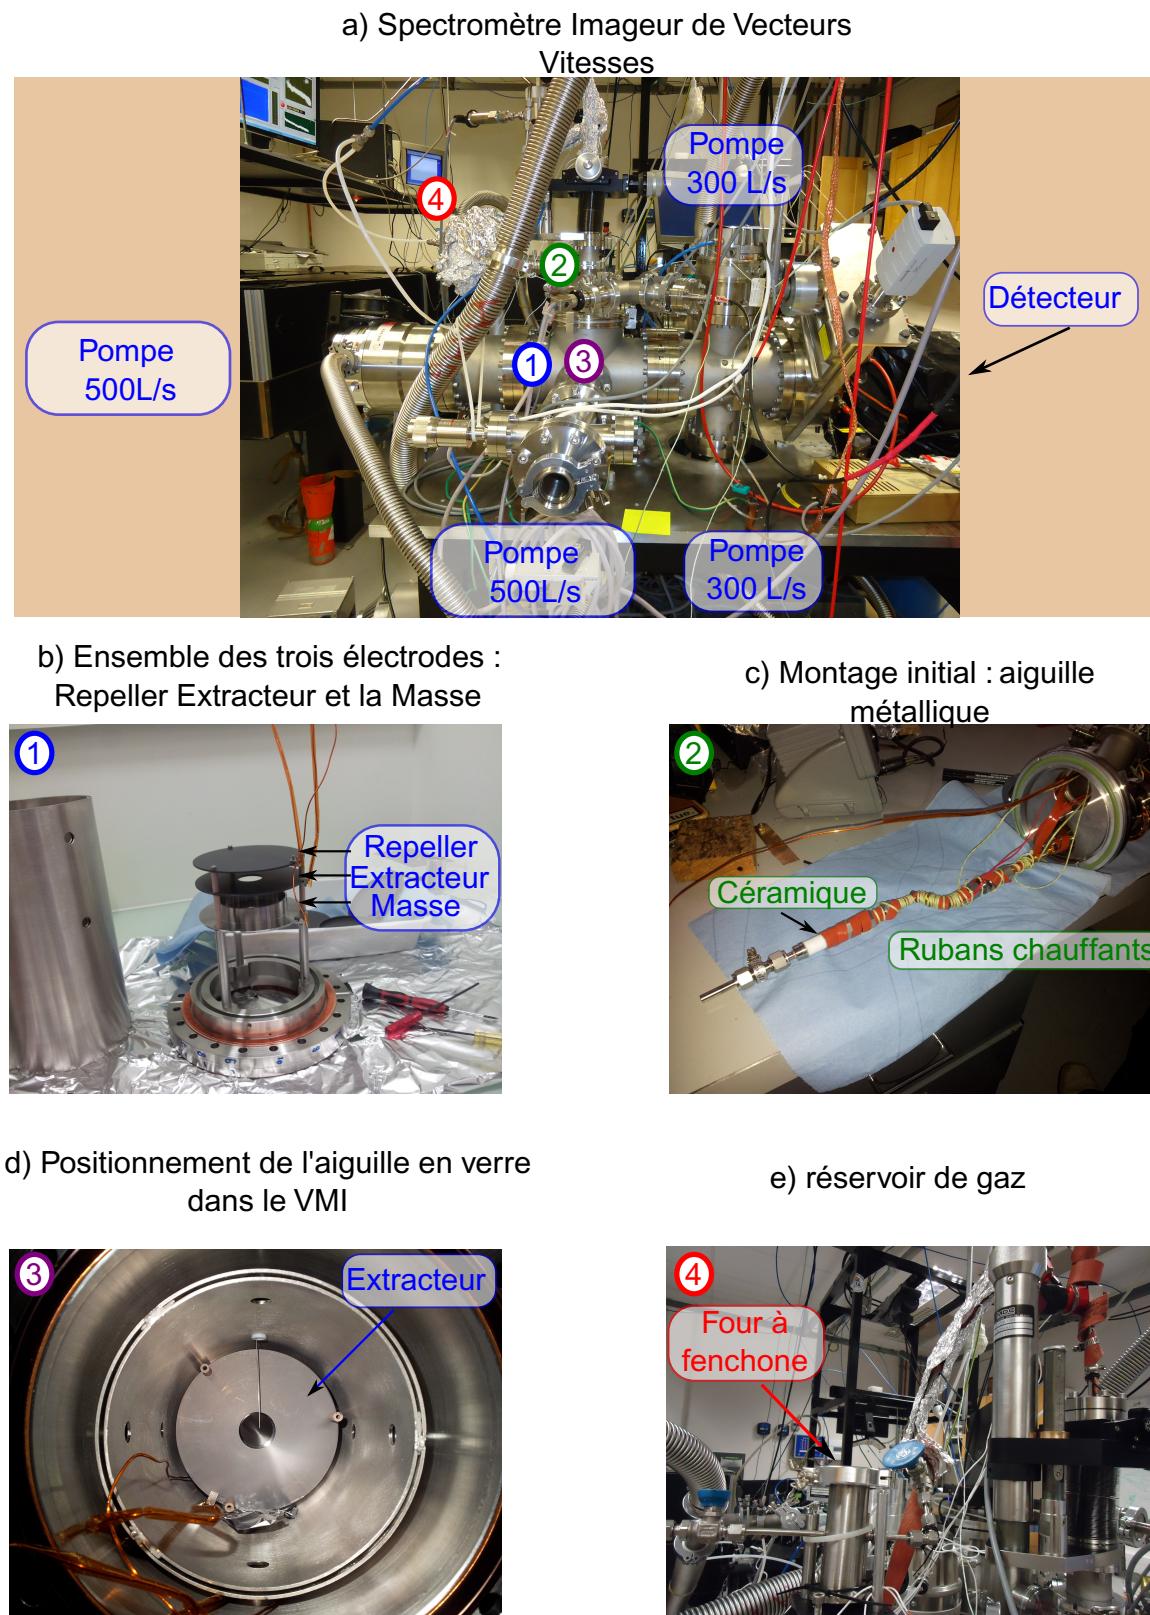 a) Spectromètre Imageur de Vecteurs
Vitesses
Pompe
300 L/s
4
2
Détecteur
Pompe
500L/s
1
3
Pompe
500L/s
Pompe
300 L/s
b) Ensemble des trois électrodes :
Repeller Extracteur et la Masse
1
Repeller
Extracteur
Masse
c) Montage initial : aiguille
métallique
2
Céramique
Rubans chauffants
d) Positionnement de l'aiguille en verre
dans le VMI
3
Extracteur
e) réservoir de gaz
4
Four à
fenchone